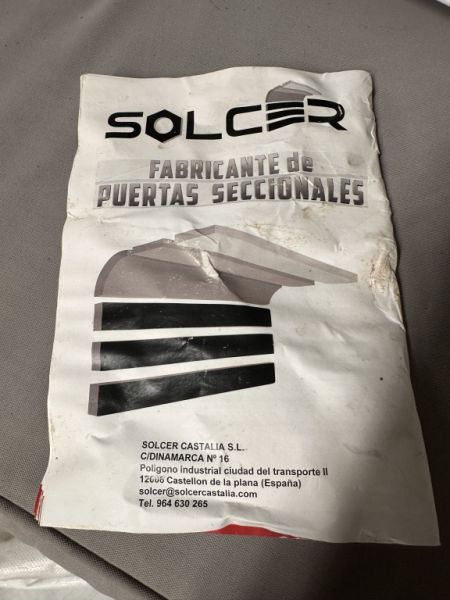 SOLCER
FABRICANTE de
PUERTAS SECCIONALES
SOLCER CASTALIA S.L.
C/DINAMARCA Nº 16
Poligono industrial ciudad del transporte II
12006 Castellon de la plana (España)
solcer@solcercastalia.com
Tel. 964 630 265